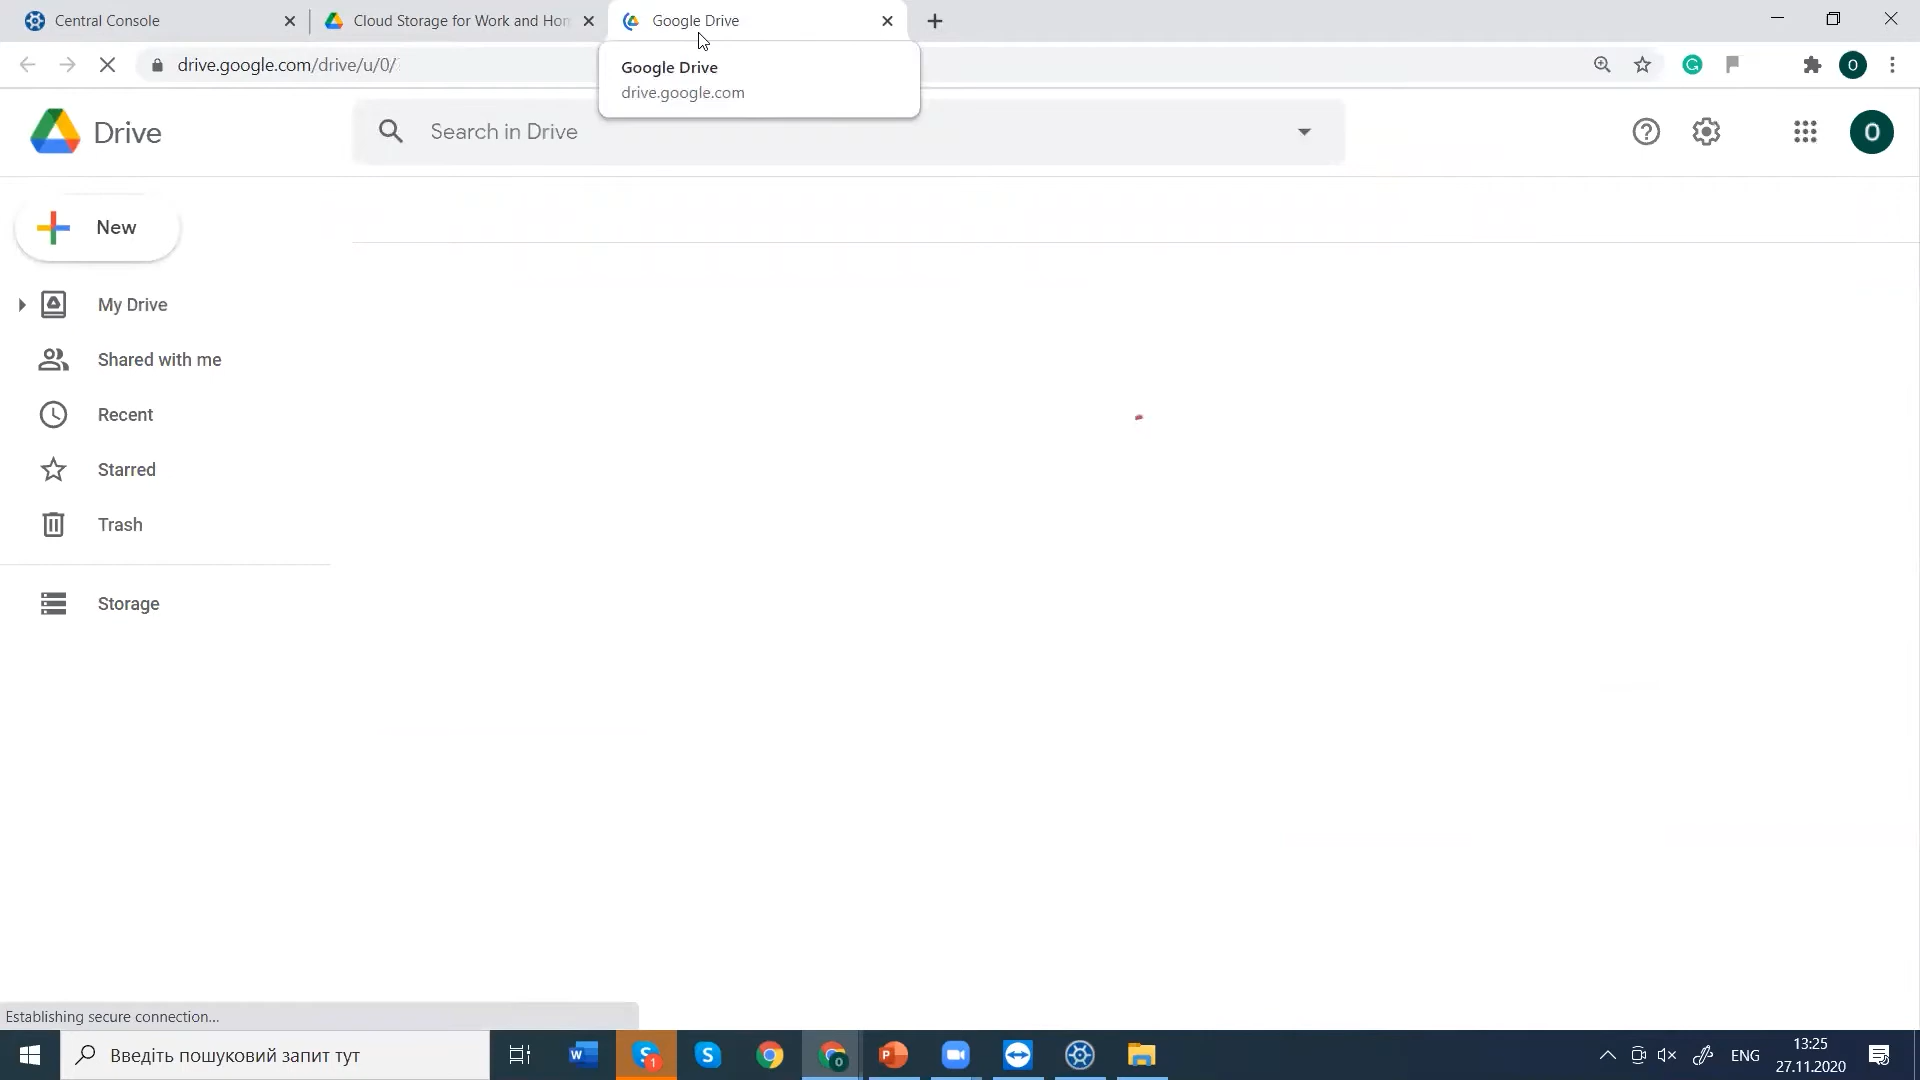 Central Console
Cloud Storage for Work and Hon
Google Drive
drive.google.com/drive/u/0/
Google Drive
drive.google.com
Drive
Search in Drive
New
My Drive
Shared with me
Recent
Starred
Trash
Storage
Establishing secure connection...
Введіть пошуковий запит тут
ENG
13:25
27.11.2020